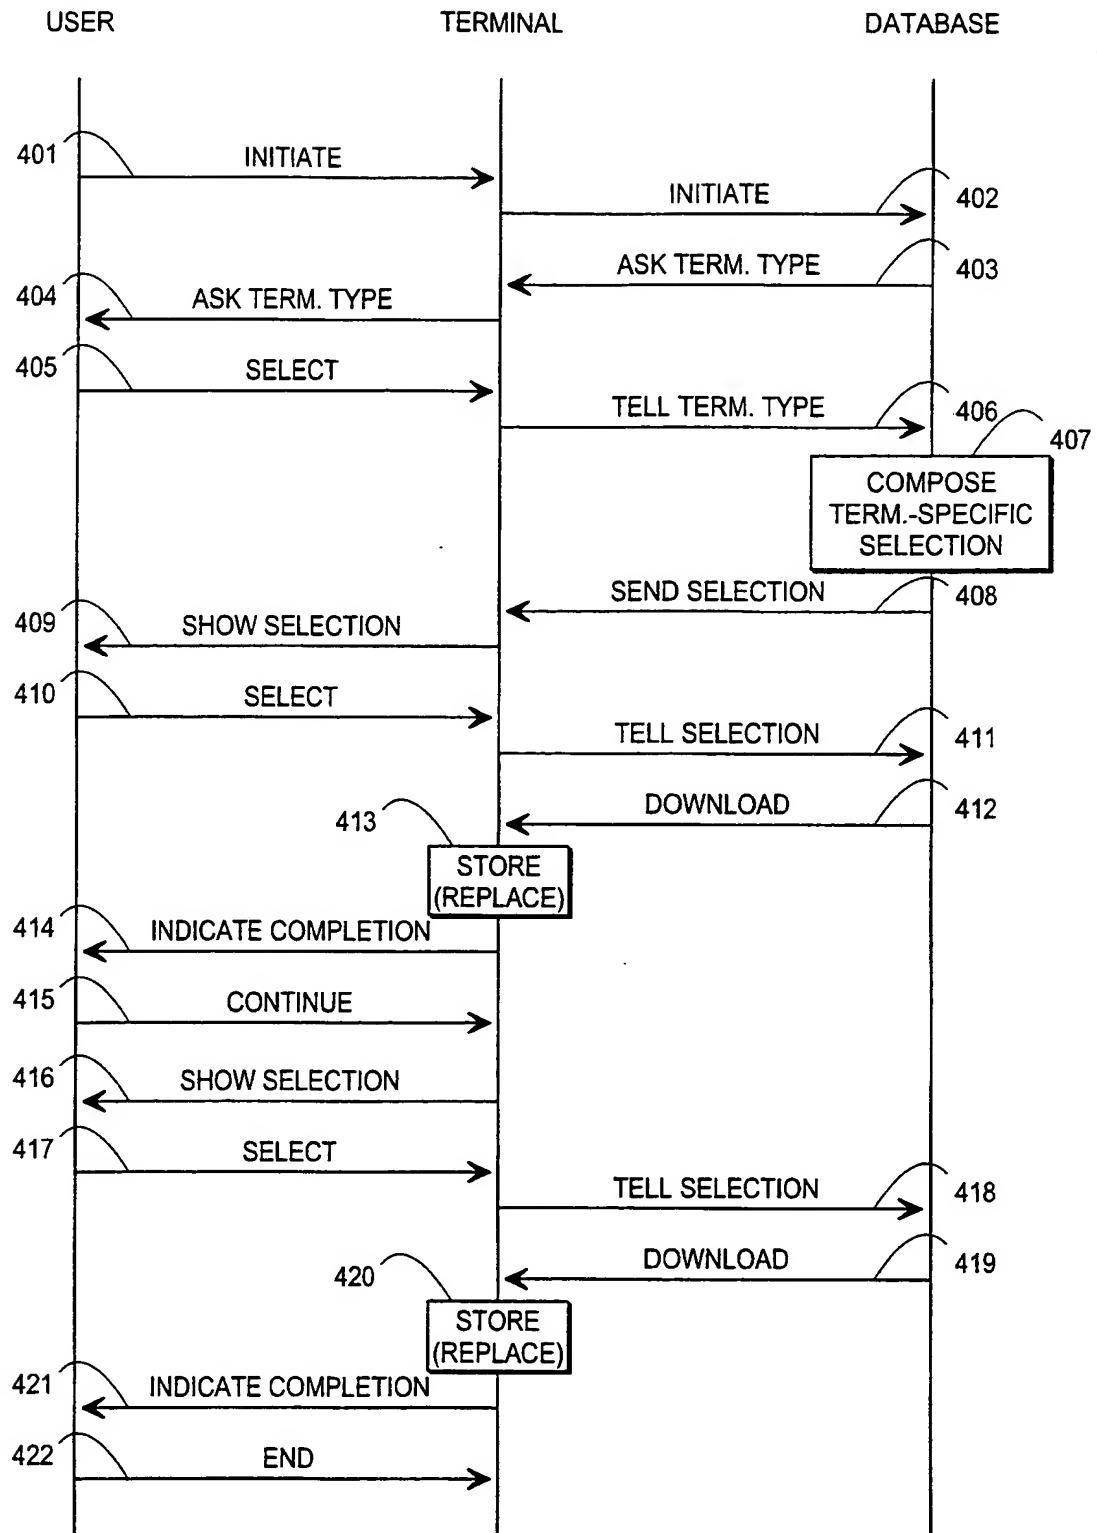 USER
TERMINAL
DATABASE
401
INITIATE
INITIATE
402
ASK TERM. TYPE
403
404
ASK TERM. TYPE
405
SELECT
TELL TERM. TYPE
406
407
COMPOSE
TERM.-SPECIFIC
SELECTION
SEND SELECTION
408
409
SHOW SELECTION
410
SELECT
TELL SELECTION
411
DOWNLOAD
412
413
STORE
(REPLACE)
414
INDICATE COMPLETION
415
CONTINUE
416
SHOW SELECTION
417
SELECT
TELL SELECTION
418
DOWNLOAD
419
420
STORE
(REPLACE)
421
INDICATE COMPLETION
422
END